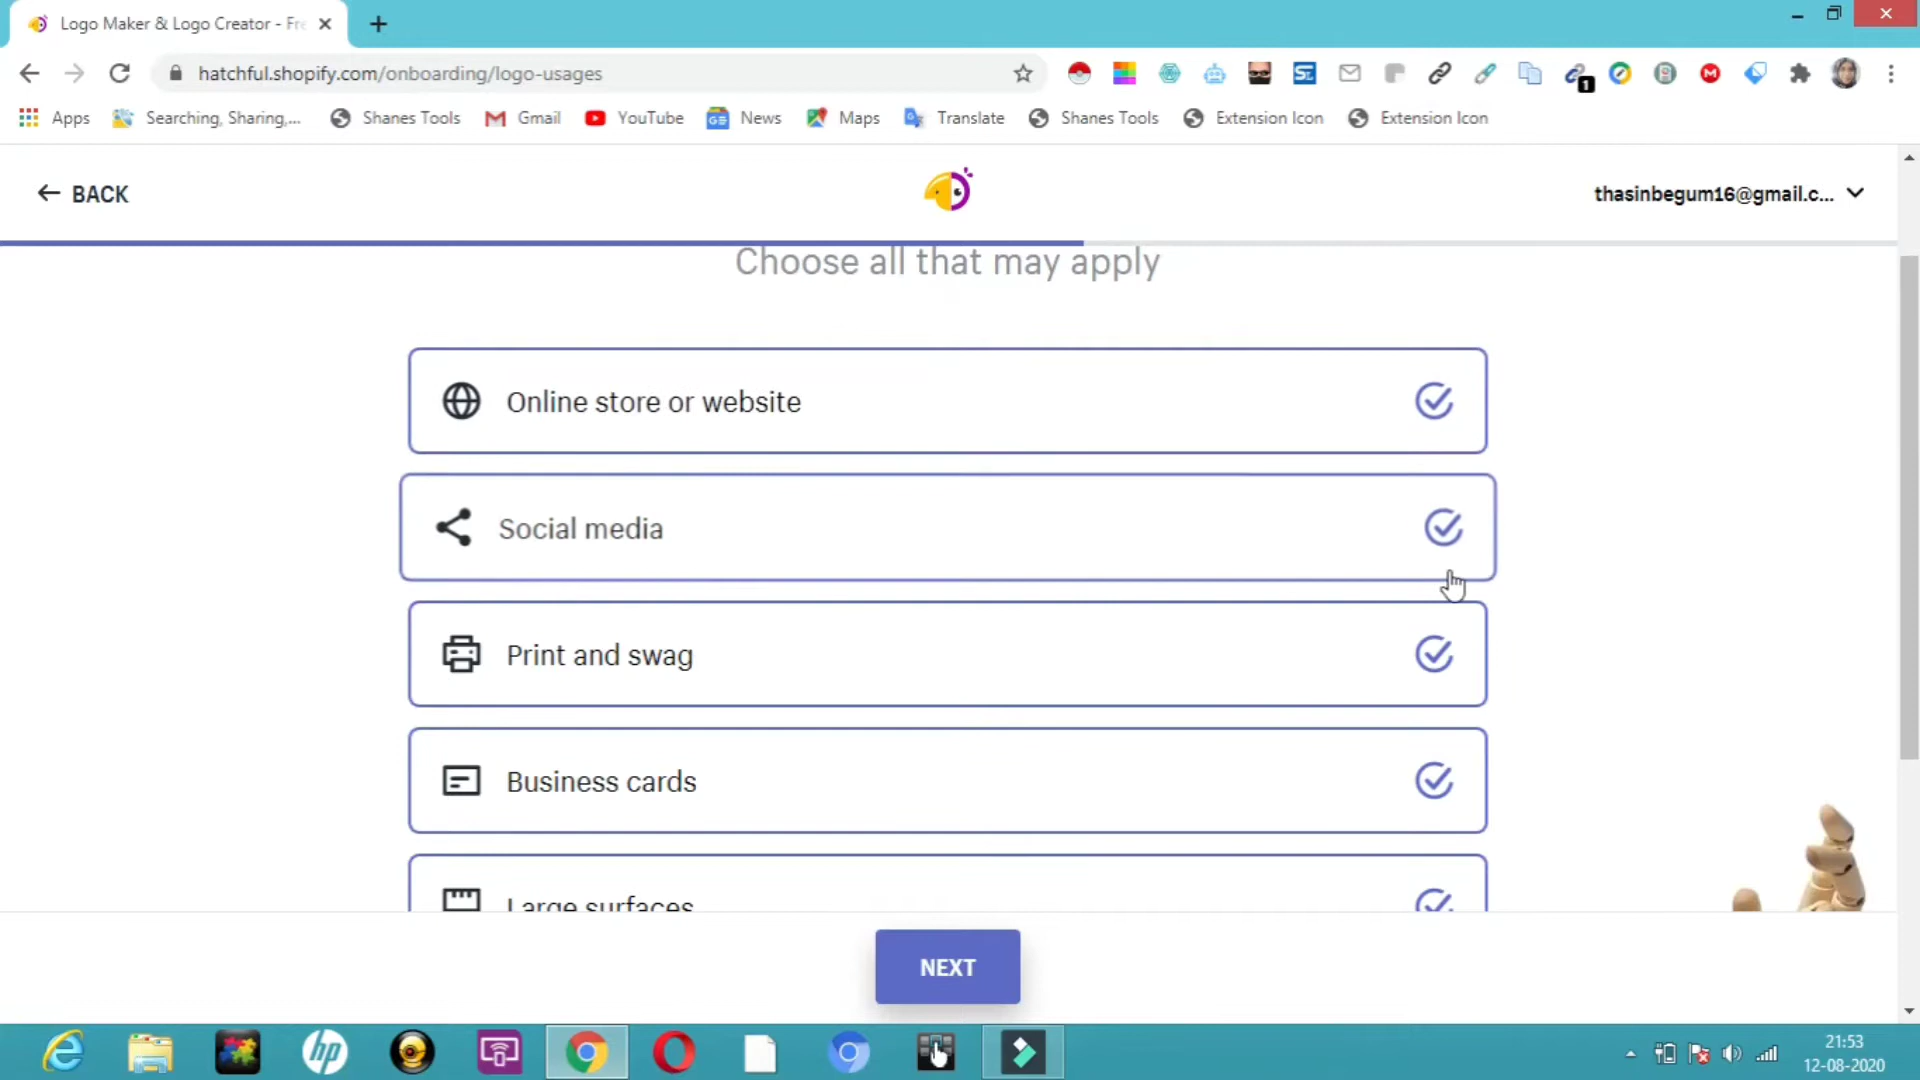 Logo Maker & Logo Creator - Fre
hatchful.shopify.com/onboarding/logo-usages
1
Apps
Searching, Sharing,...
Shanes Tools
Gmail
YouTube
News
Maps
Translate
Shanes Tools
Extension Icon
Extension Icon
BACK
thasinbegum16@gmail.c...
Choose all that may apply
Online store or website
Social media
Print and swag
Business cards
Large surfaces
NEXT
21:53
12-08-2020